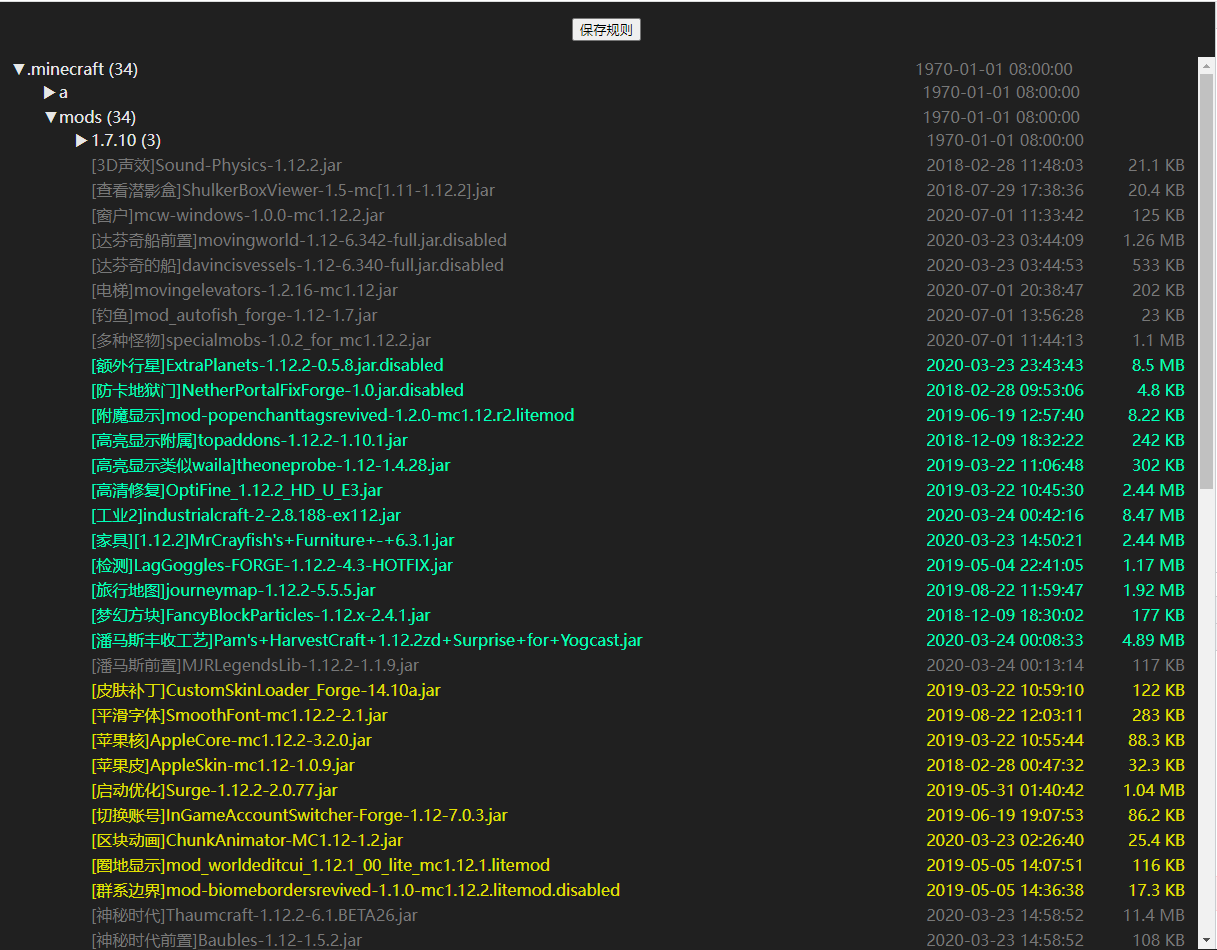 保存规则
▼.minecraft (34) 1970-01-01 08:00:00
▶a 1970-01-01 08:00:00
▼mods (34) 1970-01-01 08:00:00
▶1.7.10 (3) 1970-01-01 08:00:00
[3D声效]Sound-Physics-1.12.2.jar 2018-02-28 11:48:03 21.1 KB
[查看潜影盒]ShulkerBoxViewer-1.5-mc[1.11-1.12.2].jar 2018-07-29 17:38:36 20.4 KB
[窗户]mcw-windows-1.0.0-mc1.12.2.jar 2020-07-01 11:33:42 125 KB
[达芬奇船前置]movingworld-1.12-6.342-full.jar.disabled 2020-03-23 03:44:09 1.26 MB
[达芬奇的船]davincisvessels-1.12-6.340-full.jar.disabled 2020-03-23 03:44:53 533 KB
[电梯]movingelevators-1.2.16-mc1.12.jar 2020-07-01 20:38:47 202 KB
[钓鱼]mod_autofish_forge-1.12-1.7.jar 2020-07-01 13:56:28 23 KB
[多种怪物]specialmobs-1.0.2_for_mc1.12.2.jar 2020-07-01 11:44:13 1.1 MB
[额外行星]ExtraPlanets-1.12.2-0.5.8.jar.disabled 2020-03-23 23:43:43 8.5 MB
[防卡地狱门]NetherPortalFixForge-1.0.jar.disabled 2018-02-28 09:53:06 4.8 KB
[附魔显示]mod-popenchanttagsrevived-1.2.0-mc1.12.r2.litemod 2019-06-19 12:57:40 8.22 KB
[高亮显示附属]topaddons-1.12.2-1.10.1.jar 2018-12-09 18:32:22 242 KB
[高亮显示类似waila]theoneprobe-1.12-1.4.28.jar 2019-03-22 11:06:48 302 KB
[高清修复]OptiFine_1.12.2_HD_U_E3.jar 2019-03-22 10:45:30 2.44 MB
[工业2]industrialcraft-2-2.8.188-ex112.jar 2020-03-24 00:42:16 8.47 MB
[家具][1.12.2]MrCrayfish's+Furniture+-+6.3.1.jar 2020-03-23 14:50:21 2.44 MB
[检测]LagGoggles-FORGE-1.12.2-4.3-HOTFIX.jar 2019-05-04 22:41:05 1.17 MB
[旅行地图]journeymap-1.12.2-5.5.5.jar 2019-08-22 11:59:47 1.92 MB
[梦幻方块]FancyBlockParticles-1.12.x-2.4.1.jar 2018-12-09 18:30:02 177 KB
[潘马斯丰收工艺]Pam's+HarvestCraft+1.12.2zd+Surprise+for+Yogcast.jar 2020-03-24 00:08:33 4.89 MB
[潘马斯前置]MJRLegendsLib-1.12.2-1.1.9.jar 2020-03-24 00:13:14 117 KB
[皮肤补丁]CustomSkinLoader_Forge-14.10a.jar 2019-03-22 10:59:10 122 KB
[平滑字体]SmoothFont-mc1.12.2-2.1.jar 2019-08-22 12:03:11 283 KB
[苹果核]AppleCore-mc1.12.2-3.2.0.jar 2019-03-22 10:55:44 88.3 KB
[苹果皮]AppleSkin-mc1.12-1.0.9.jar 2018-02-28 00:47:32 32.3 KB
[启动优化]Surge-1.12.2-2.0.77.jar 2019-05-31 01:40:42 1.04 MB
[切换账号]InGameAccountSwitcher-Forge-1.12-7.0.3.jar 2019-06-19 19:07:53 86.2 KB
[区块动画]ChunkAnimator-MC1.12-1.2.jar 2020-03-23 02:26:40 25.4 KB
[圈地显示]mod_worldeditcui_1.12.1_00_lite_mc1.12.1.litemod 2019-05-05 14:07:51 116 KB
[群系边界]mod-biomebordersrevived-1.1.0-mc1.12.2.litemod.disabled 2019-05-05 14:36:38 17.3 KB
[神秘时代]Thaumcraft-1.12.2-6.1.BETA26.jar 2020-03-23 14:58:52 11.4 MB
[神秘时代前置]Baubles-1.12-1.5.2.jar 2020-03-23 14:58:52 108 KB